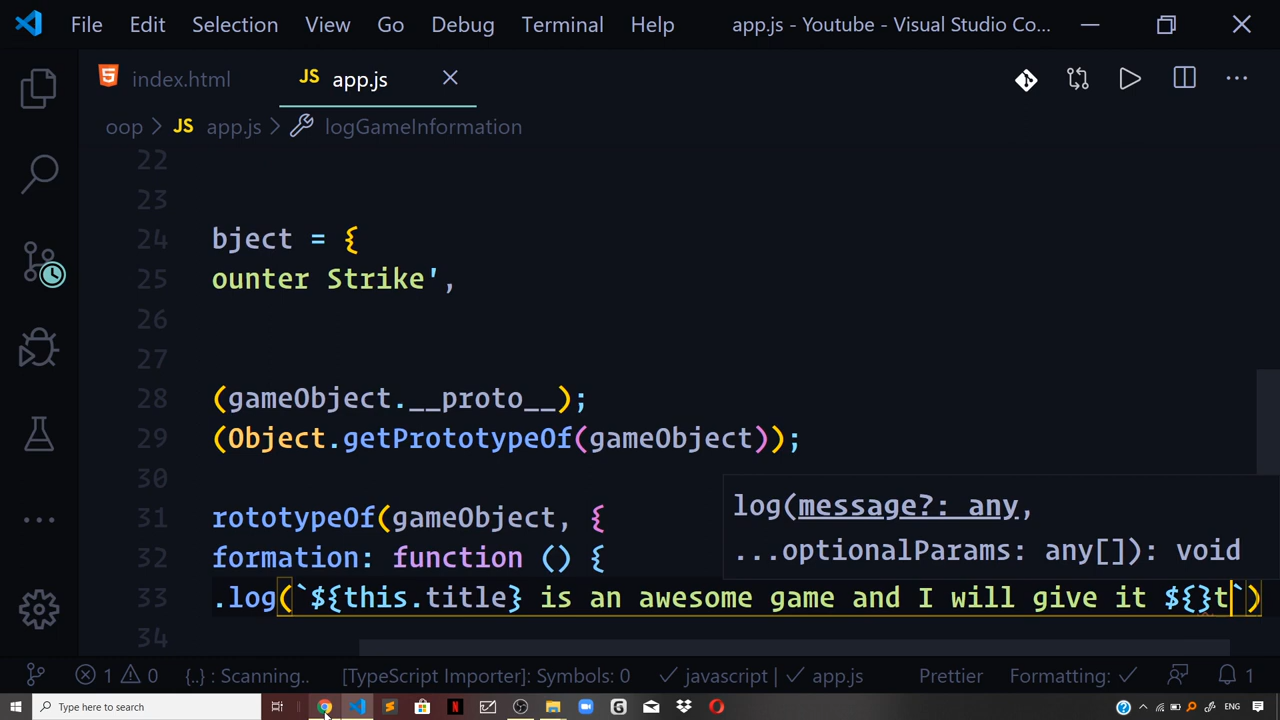 File Edit Selection View Go Debug Terminal Help app.js - Youtube - Visual Studio Co...
index.html JS app.js
oop > JS app.js > logGameInformation
22
23
24 bject = {
25 ounter Strike',
26
27
28 (gameObject.__proto__);
29 (Object.getPrototypeOf(gameObject));
30
31 rototypeOf(gameObject, {
log(message?: any,
32 formation: function () {
...optionalParams: any[]): void
33 .log(`${this.title} is an awesome game and I will give it ${}t`)
34
1 0 {..} : Scanning.. [TypeScript Importer]: Symbols: 0 javascript | app.js Prettier Formatting: 1
Type here to search ENG